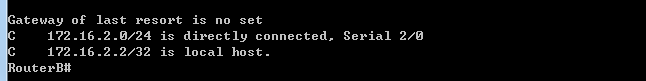 Gateway of last resort is no set
C    172.16.2.0/24 is directly connected, Serial 2/0
C    172.16.2.2/32 is local host.
RouterB#